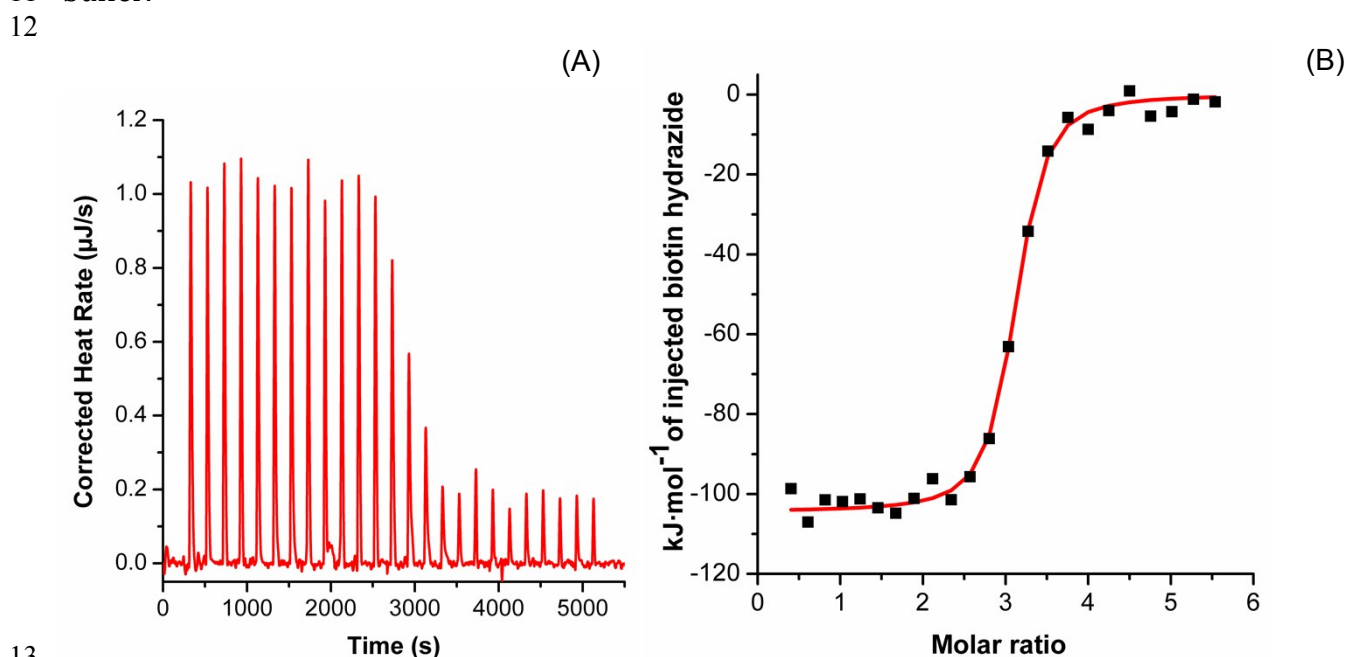 12
(A)
(B)
Corrected Heat Rate (µJ/s)
1.2
1.0
0.8
0.6
0.4
0.2
0.0
0 1000 2000 3000 4000 5000
Time (s)
kJ·mol-1 of injected biotin hydrazide
0
-20
-40
-60
-80
-100
-120
0 1 2 3 4 5 6
Molar ratio
13